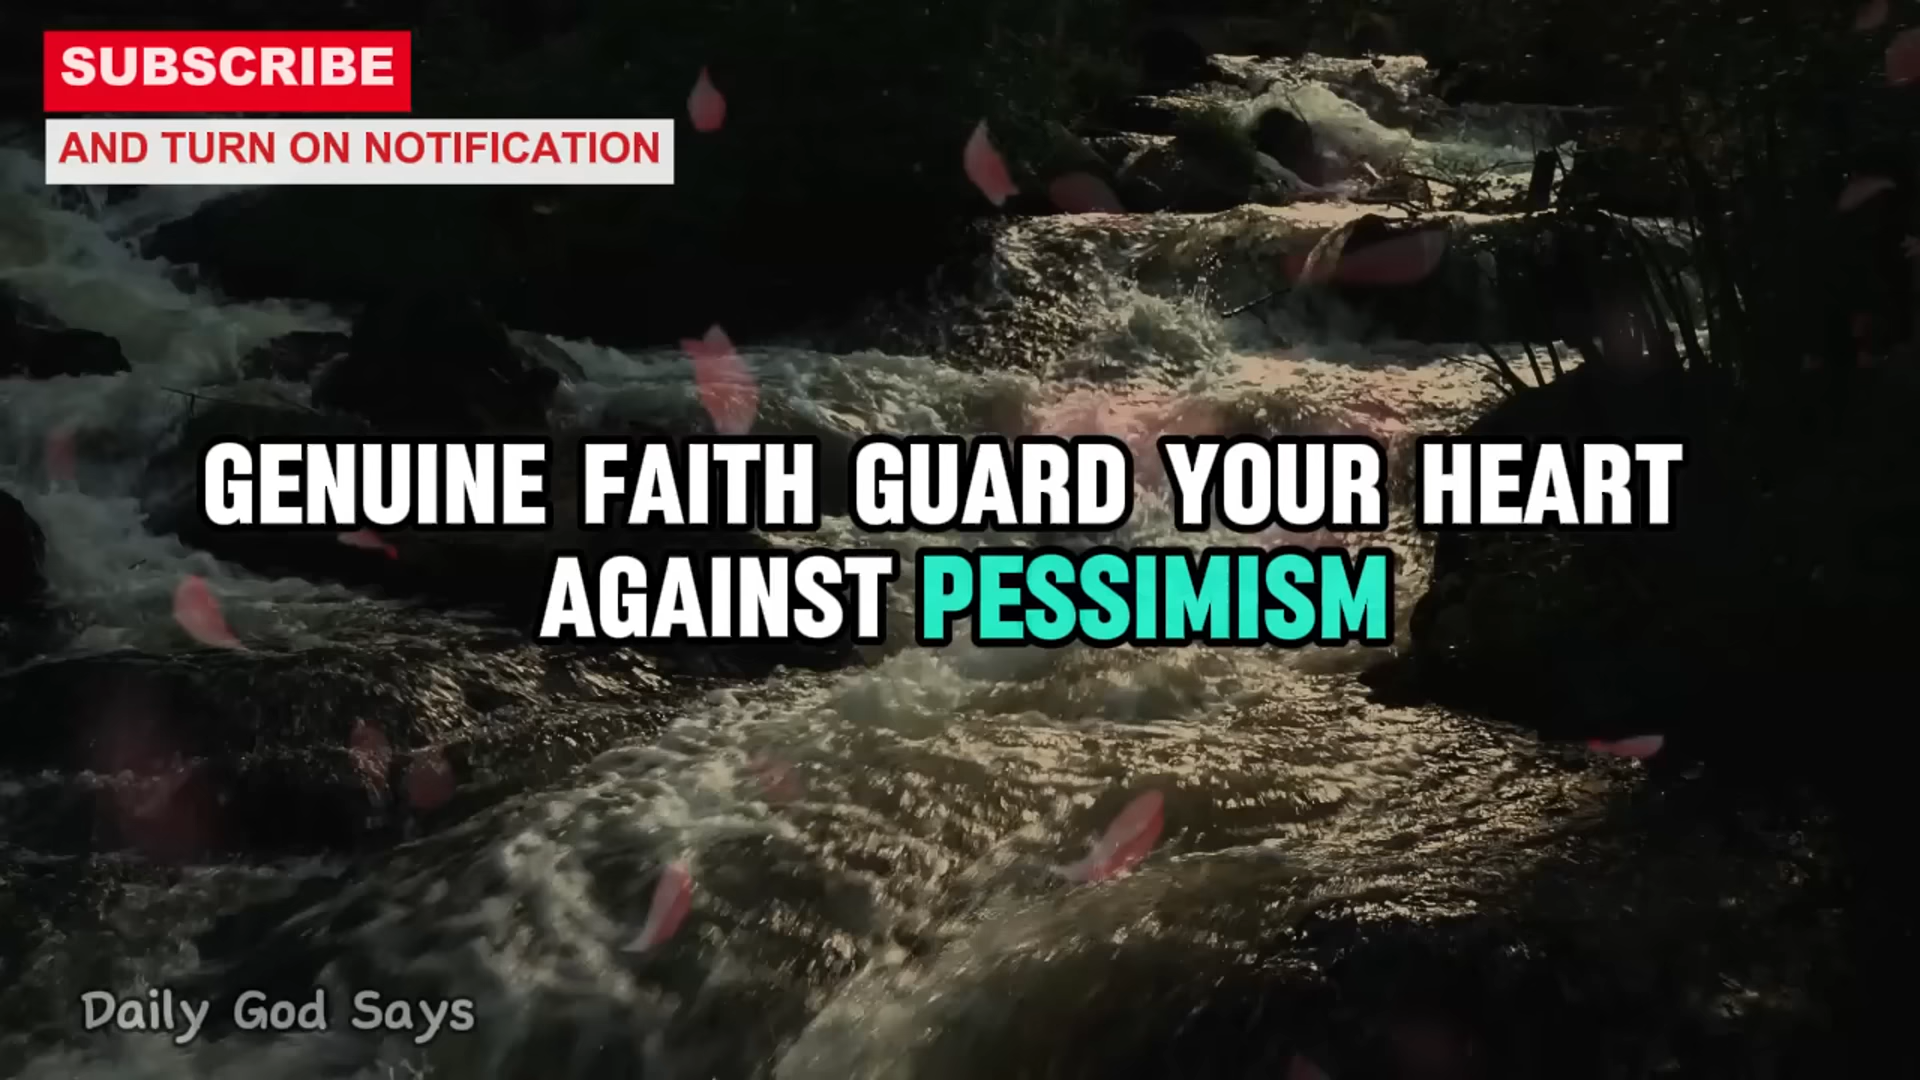 SUBSCRIBE
AND TURN ON NOTIFICATION
GENUINE FAITH GUARD YOUR HEART
AGAINST PESSIMISM
Daily God Says